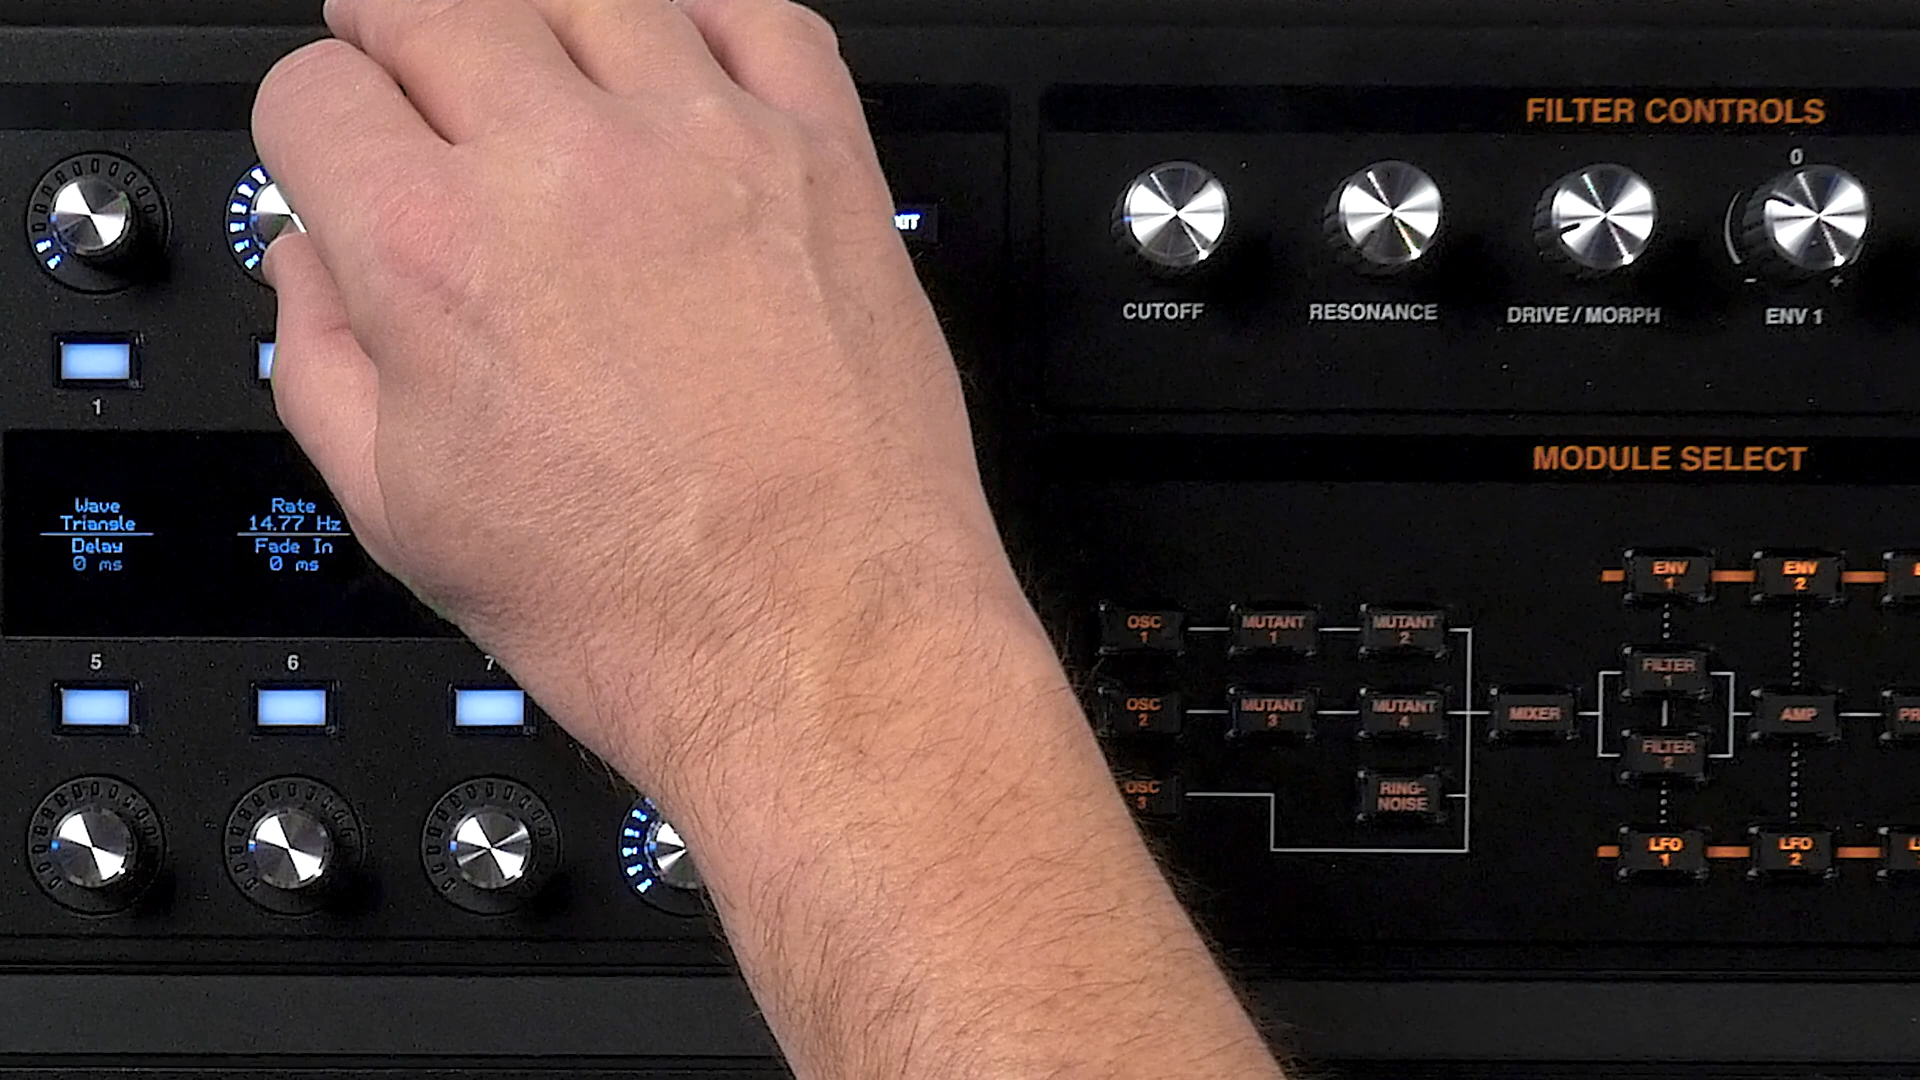 FILTER CONTROLS
0
CUTOFF
RESONANCE
DRIVE / MORPH
- +
ENV 1
1
MODULE SELECT
Wave
Triangle
Delay
0 ms
Rate
14.77 Hz
Fade In
0 ms
5
6
7
ENV
1
ENV
2
OSC
1
MUTANT
1
MUTANT
2
FILTER
1
OSC
2
MUTANT
3
MUTANT
4
MIXER
AMP
FILTER
2
OSC
3
RING-
NOISE
LFO
1
LFO
2